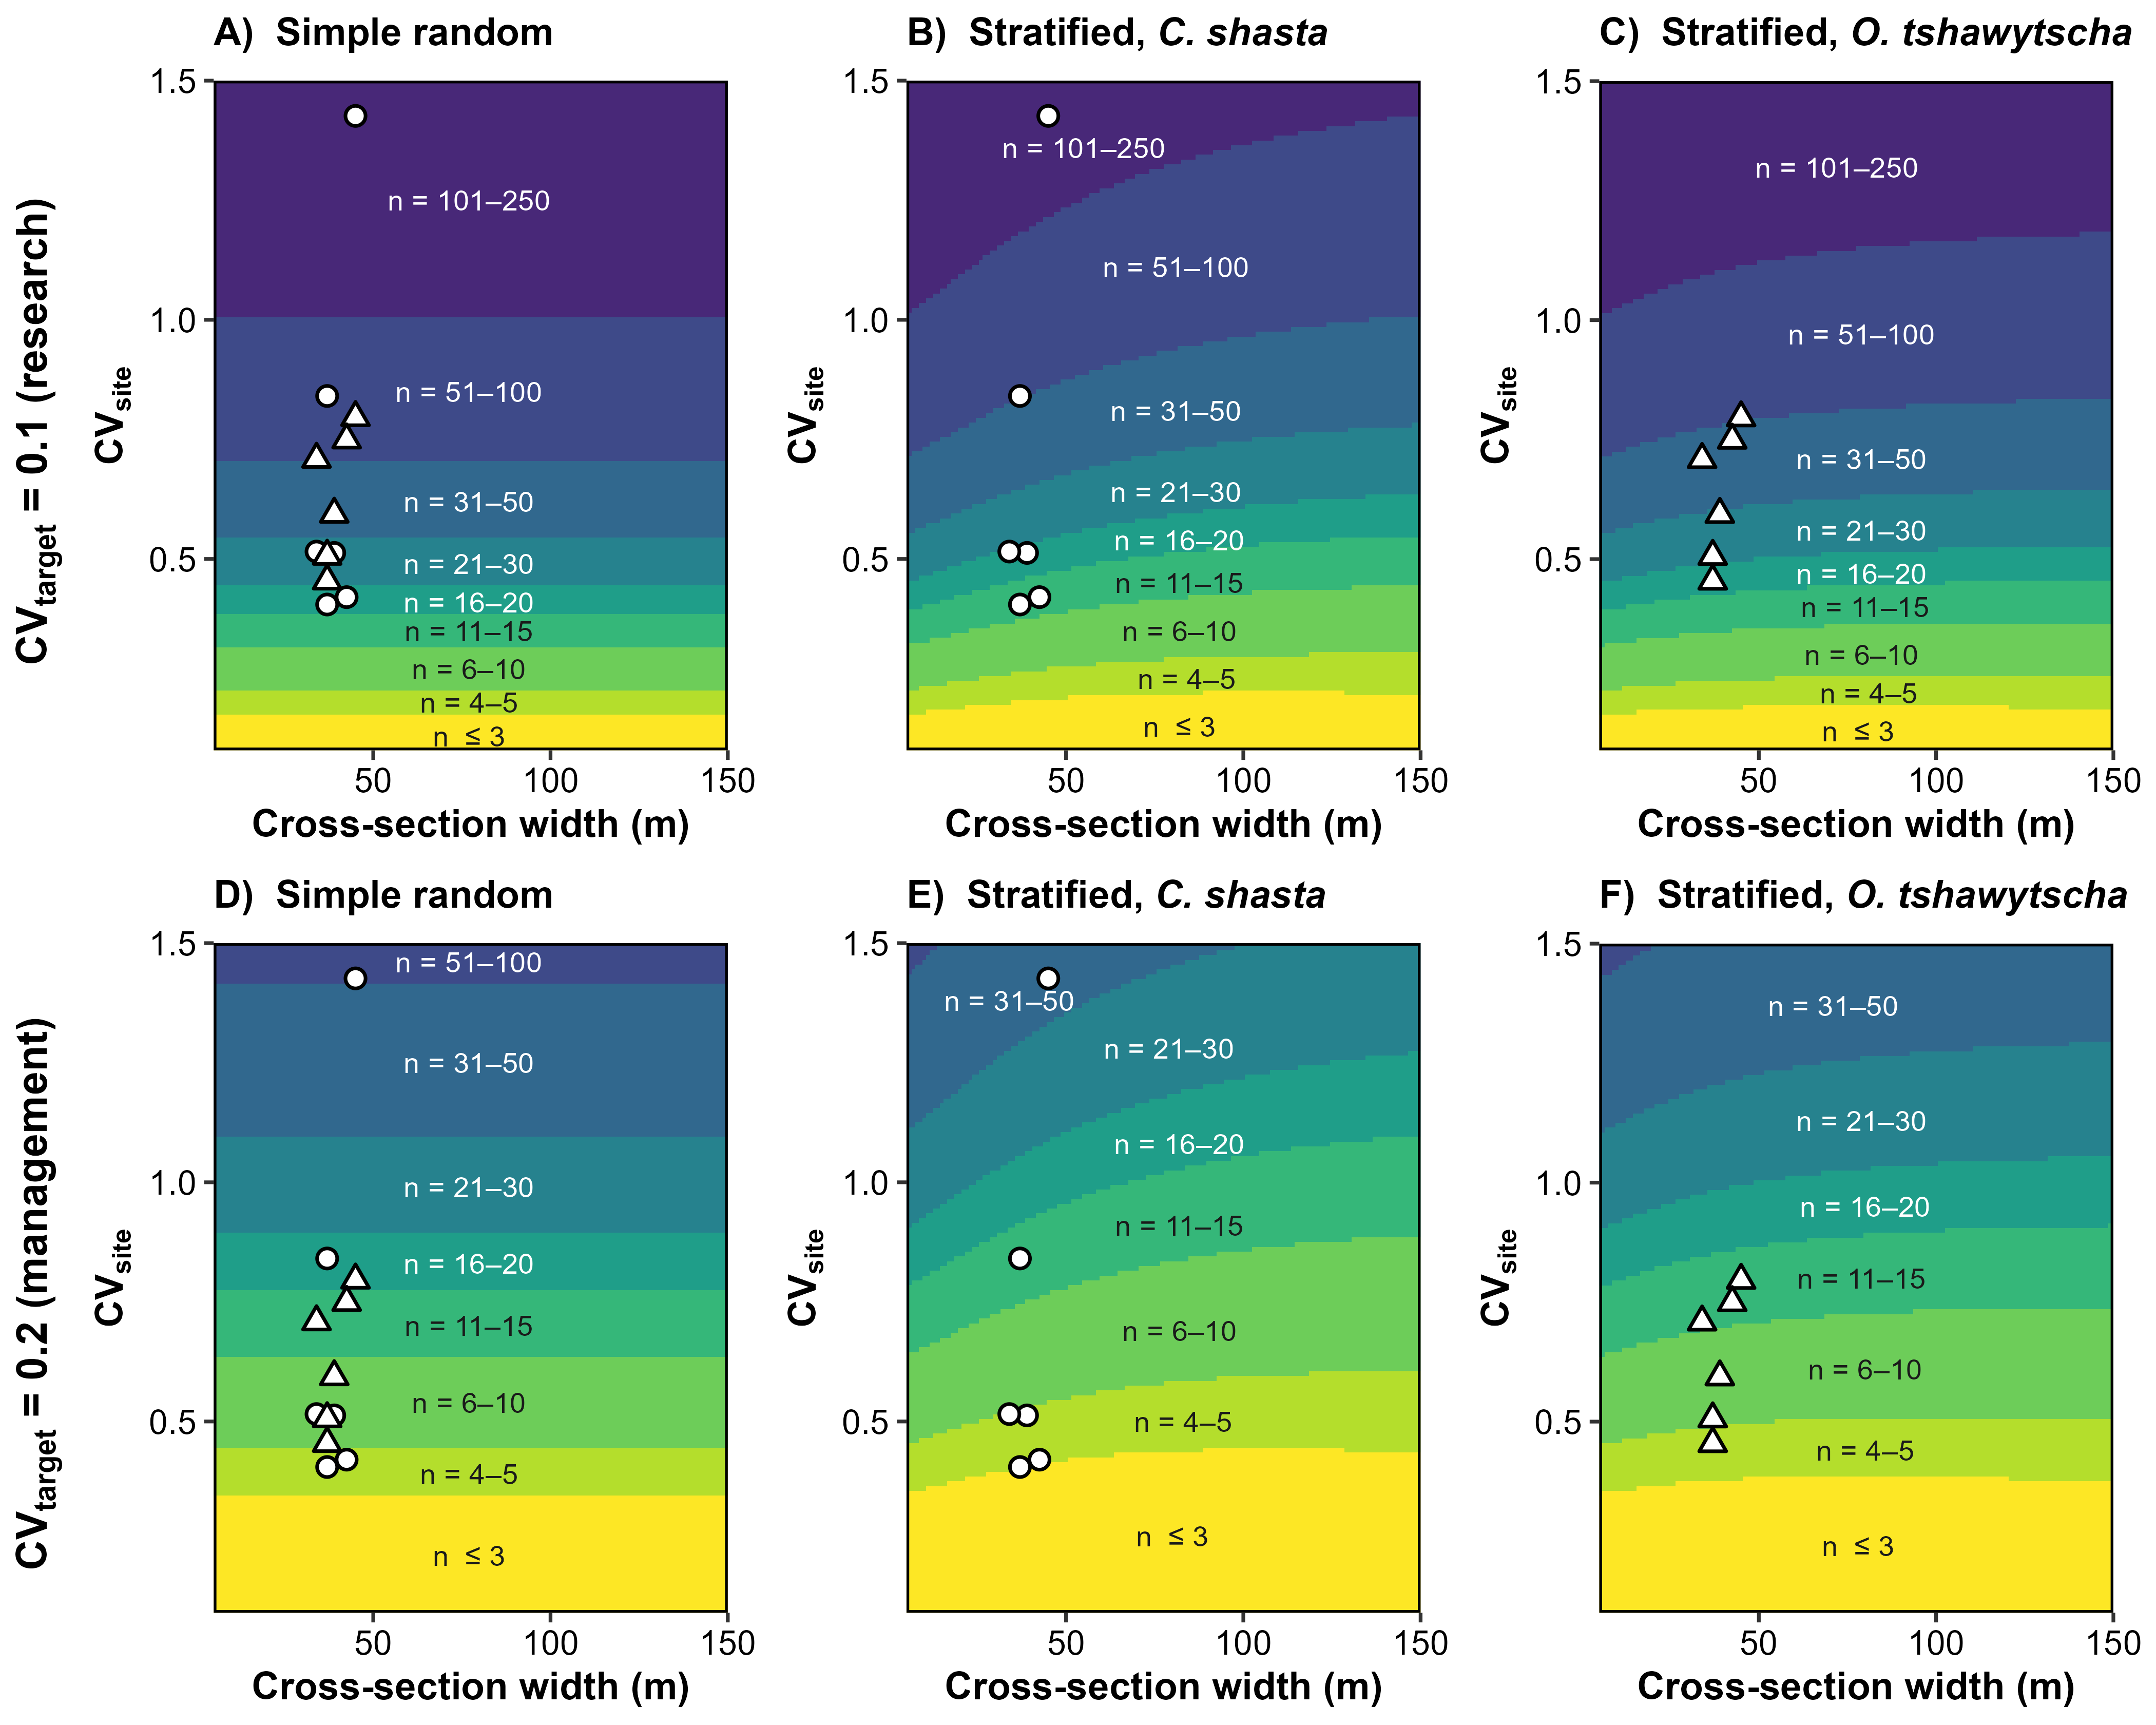 A) Simple random
B) Stratified, C. shasta
C) Stratified, O. tshawytscha
CVtarget = 0.1 (research)
CVsite
1.5
1.0
0.5
n = 101–250
n = 51–100
n = 31–50
n = 21–30
n = 16–20
n = 11–15
n = 6–10
n = 4–5
n ≤ 3
50 100 150
Cross-section width (m)
CVsite
1.5
1.0
0.5
n = 101–250
n = 51–100
n = 31–50
n = 21–30
n = 16–20
n = 11–15
n = 6–10
n = 4–5
n ≤ 3
50 100 150
Cross-section width (m)
CVsite
1.5
1.0
0.5
n = 101–250
n = 51–100
n = 31–50
n = 21–30
n = 16–20
n = 11–15
n = 6–10
n = 4–5
n ≤ 3
50 100 150
Cross-section width (m)
D) Simple random
E) Stratified, C. shasta
F) Stratified, O. tshawytscha
CVtarget = 0.2 (management)
CVsite
1.5
1.0
0.5
n = 51–100
n = 31–50
n = 21–30
n = 16–20
n = 11–15
n = 6–10
n = 4–5
n ≤ 3
50 100 150
Cross-section width (m)
CVsite
1.5
1.0
0.5
n = 31–50
n = 21–30
n = 16–20
n = 11–15
n = 6–10
n = 4–5
n ≤ 3
50 100 150
Cross-section width (m)
CVsite
1.5
1.0
0.5
n = 31–50
n = 21–30
n = 16–20
n = 11–15
n = 6–10
n = 4–5
n ≤ 3
50 100 150
Cross-section width (m)